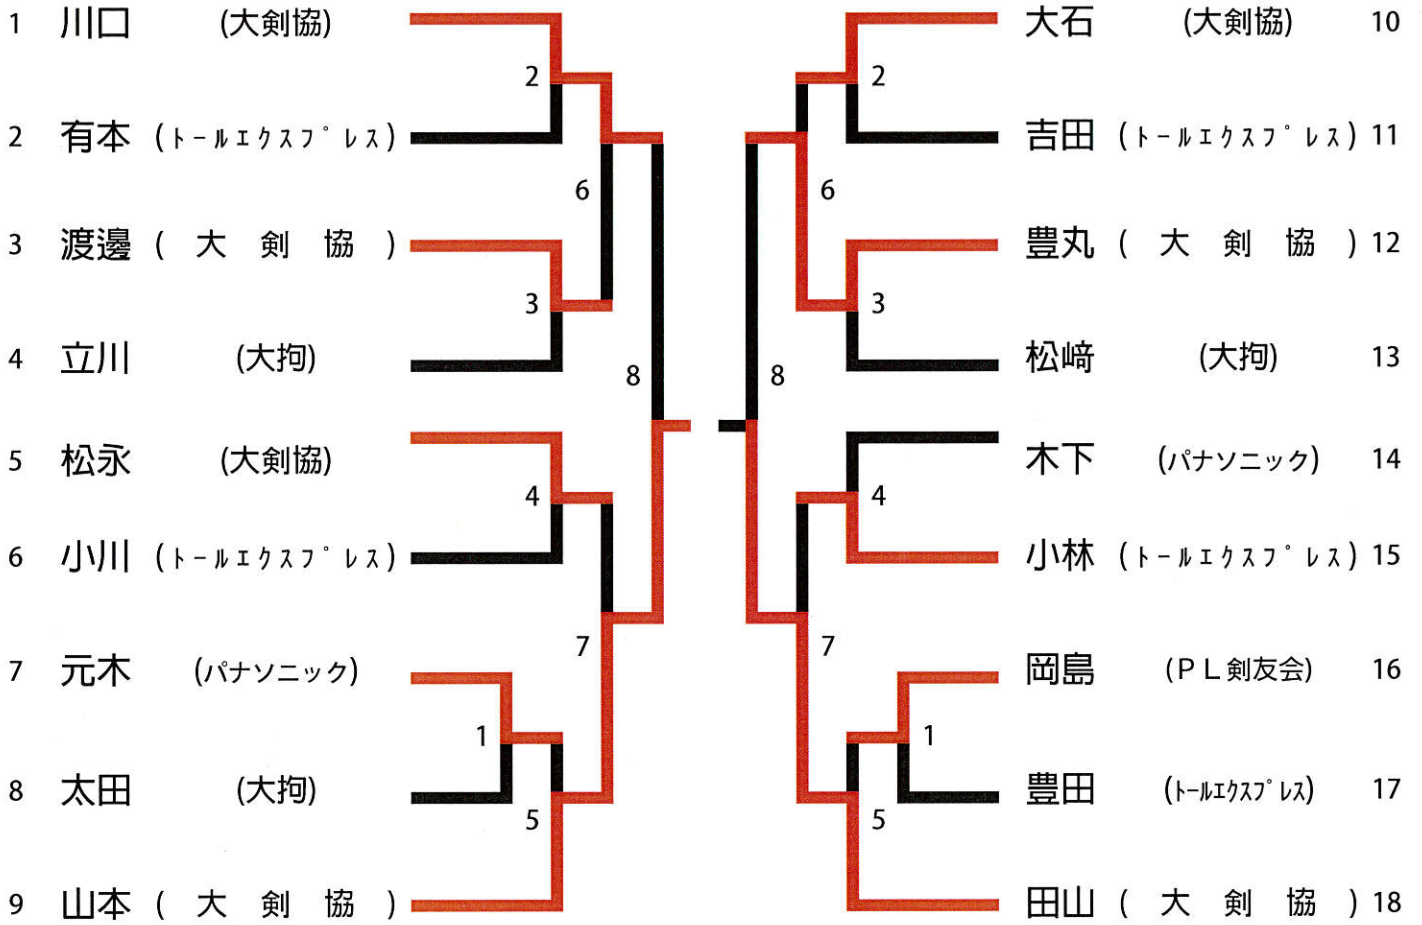 1 川口 (大剣協)
2 有本 (ﾄｰﾙｴｸｽﾌﾟﾚｽ)
3 渡邊 (大剣協)
4 立川 (大拘)
5 松永 (大剣協)
6 小川 (ﾄｰﾙｴｸｽﾌﾟﾚｽ)
7 元木 (パナソニック)
8 太田 (大拘)
9 山本 (大剣協)
2
6
3
8
4
7
1
5
大石 (大剣協) 10
吉田 (ﾄｰﾙｴｸｽﾌﾟﾚｽ) 11
豊丸 (大剣協) 12
松﨑 (大拘) 13
木下 (パナソニック) 14
小林 (ﾄｰﾙｴｸｽﾌﾟﾚｽ) 15
岡島 (ＰＬ剣友会) 16
豊田 (ﾄｰﾙｴｸｽﾌﾟﾚｽ) 17
田山 (大剣協) 18
2
6
3
8
4
7
1
5